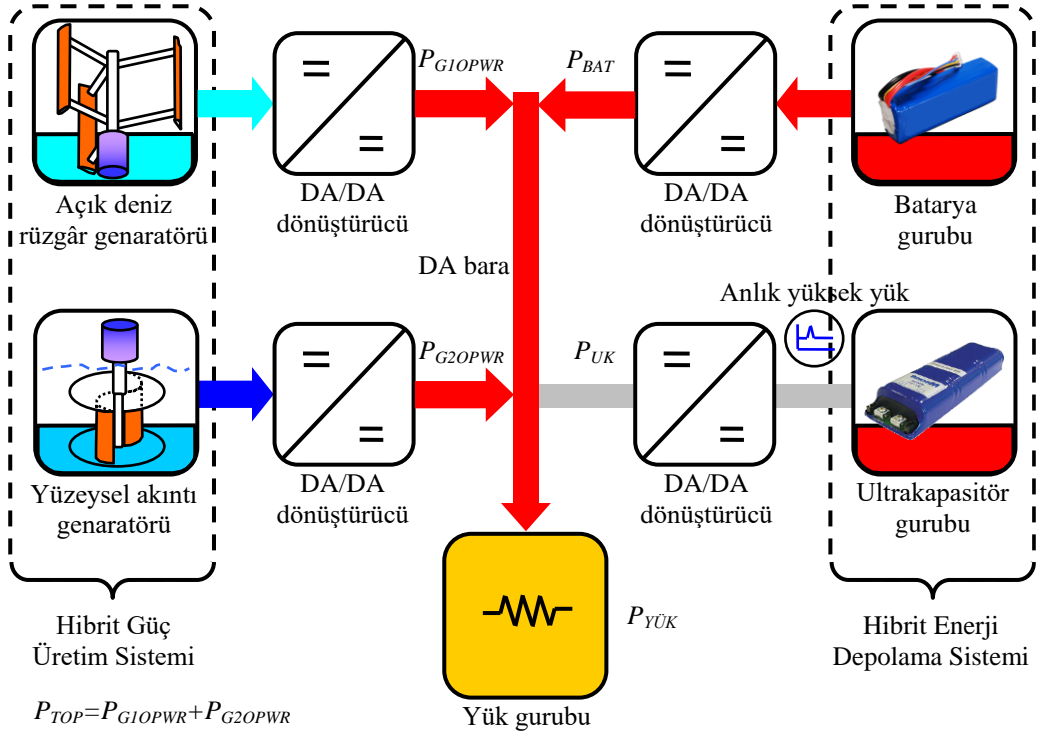 P_G1OPWR
P_BAT
Açık deniz
rüzgâr genaratörü
DA/DA
dönüştürücü
DA/DA
dönüştürücü
Batarya
gurubu
DA bara
Anlık yüksek yük
P_G2OPWR
P_UK
Yüzeysel akıntı
genaratörü
DA/DA
dönüştürücü
DA/DA
dönüştürücü
Ultrakapasitör
gurubu
P_YÜK
Hibrit Güç
Üretim Sistemi
Hibrit Enerji
Depolama Sistemi
P_TOP=P_G1OPWR+P_G2OPWR
Yük gurubu